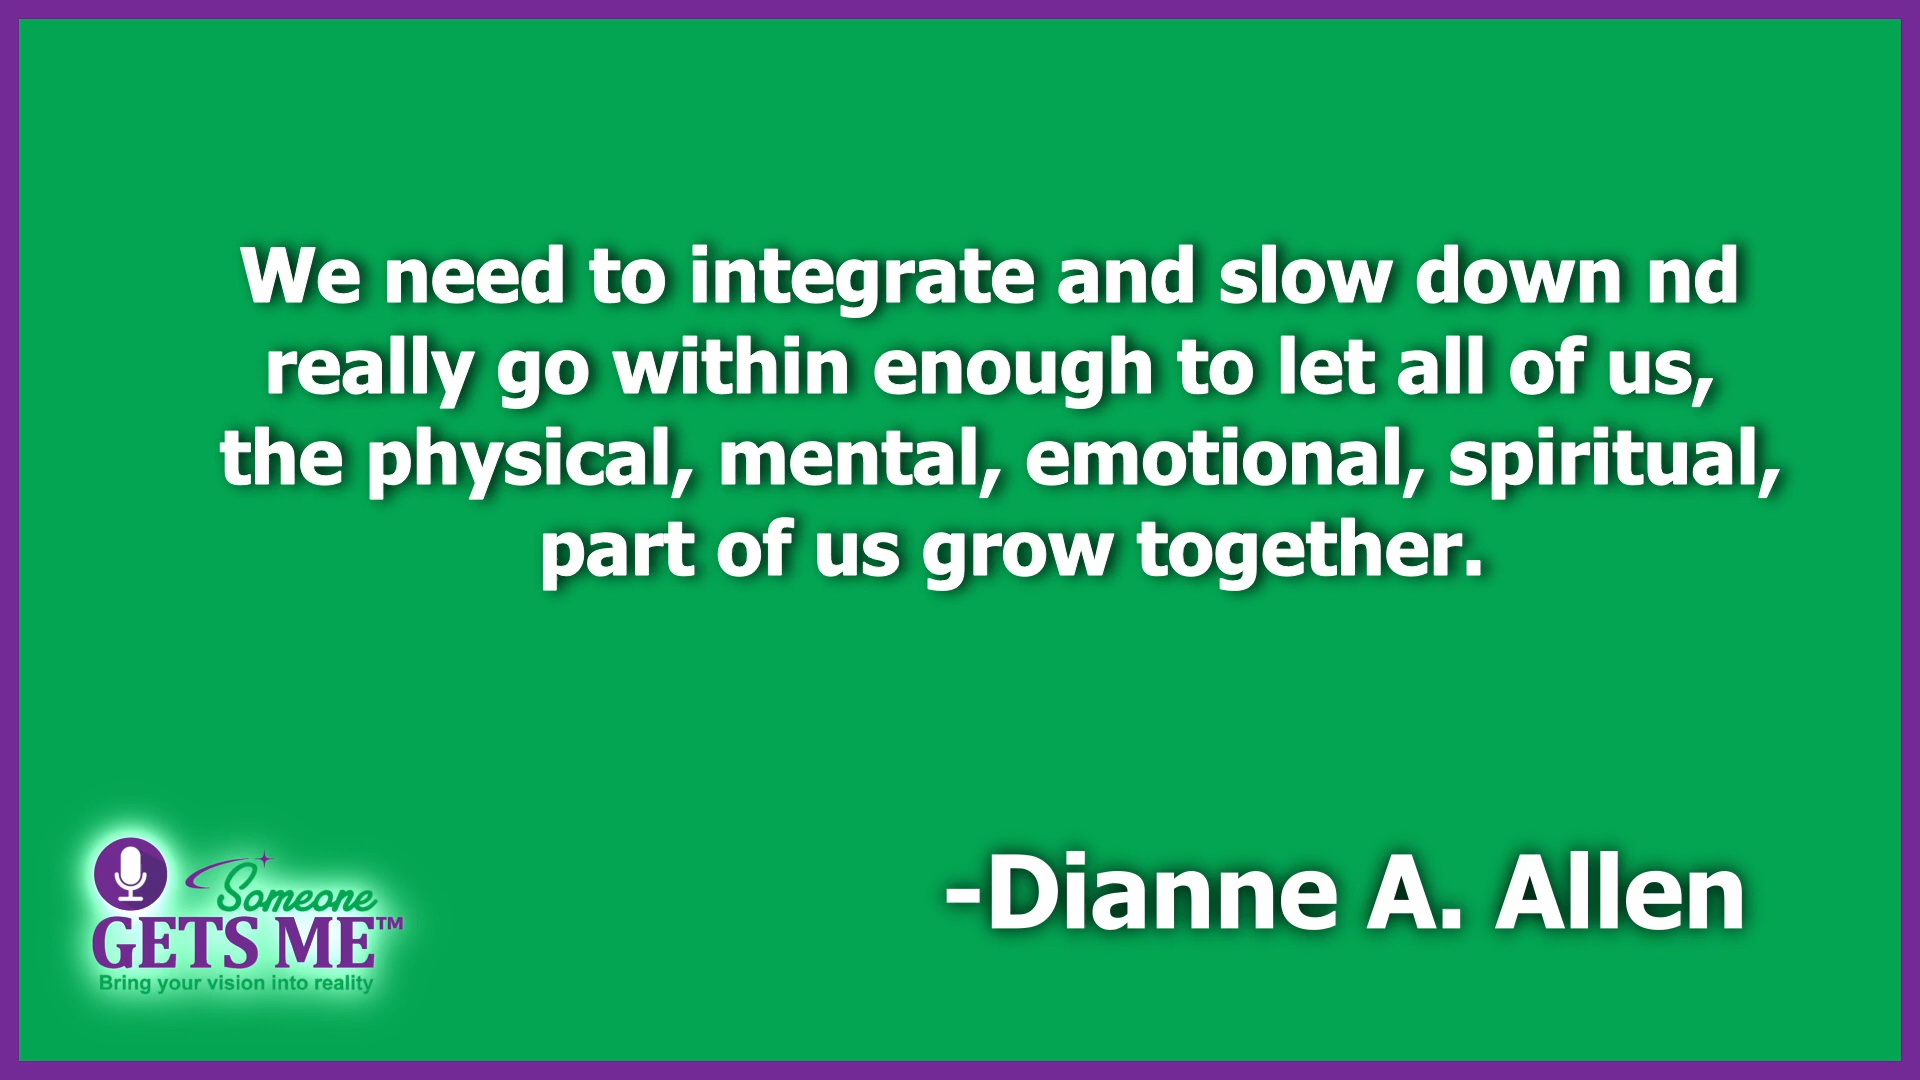 We need to integrate and slow down nd
really go within enough to let all of us,
the physical, mental, emotional, spiritual,
part of us grow together.
-Dianne A. Allen
Someone
GETS ME™
Bring your vision into reality